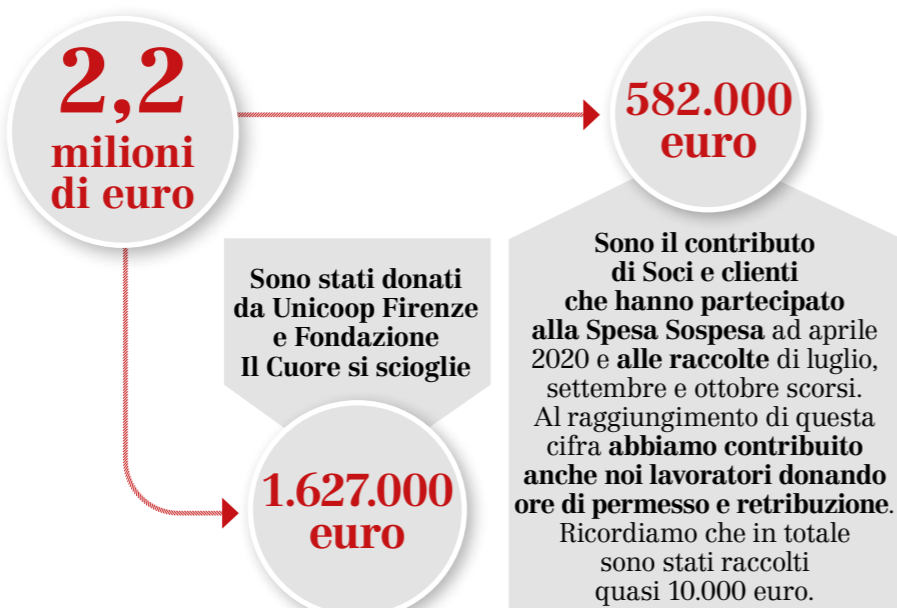 2,2
milioni
di euro
582.000
euro
Sono il contributo
di Soci e clienti
che hanno partecipato
alla Spesa Sospesa ad aprile
2020 e alle raccolte di luglio,
settembre e ottobre scorsi.
Al raggiungimento di questa
cifra abbiamo contribuito
anche noi lavoratori donando
ore di permesso e retribuzione.
Ricordiamo che in totale
sono stati raccolti
quasi 10.000 euro.
Sono stati donati
da Unicoop Firenze
e Fondazione
Il Cuore si scioglie
1.627.000
euro